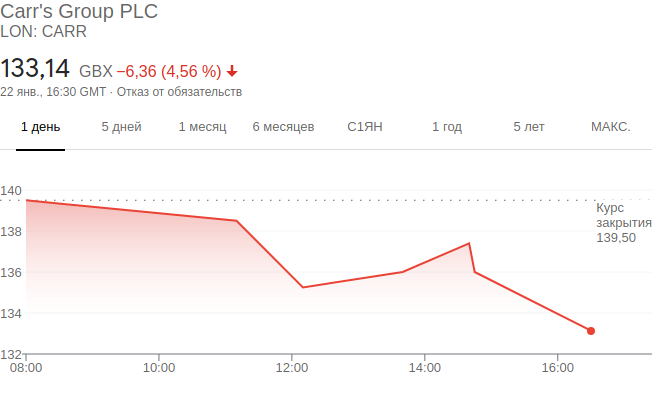 Carr's Group PLC
LON: CARR
133,14 GBX −6,36 (4,56 %)
22 янв., 16:30 GMT · Отказ от обязательств
1 день 5 дней 1 месяц 6 месяцев С1ЯН 1 год 5 лет МАКС.
140
Курс
закрытия
139,50
138
136
134
132
08:00 10:00 12:00 14:00 16:00